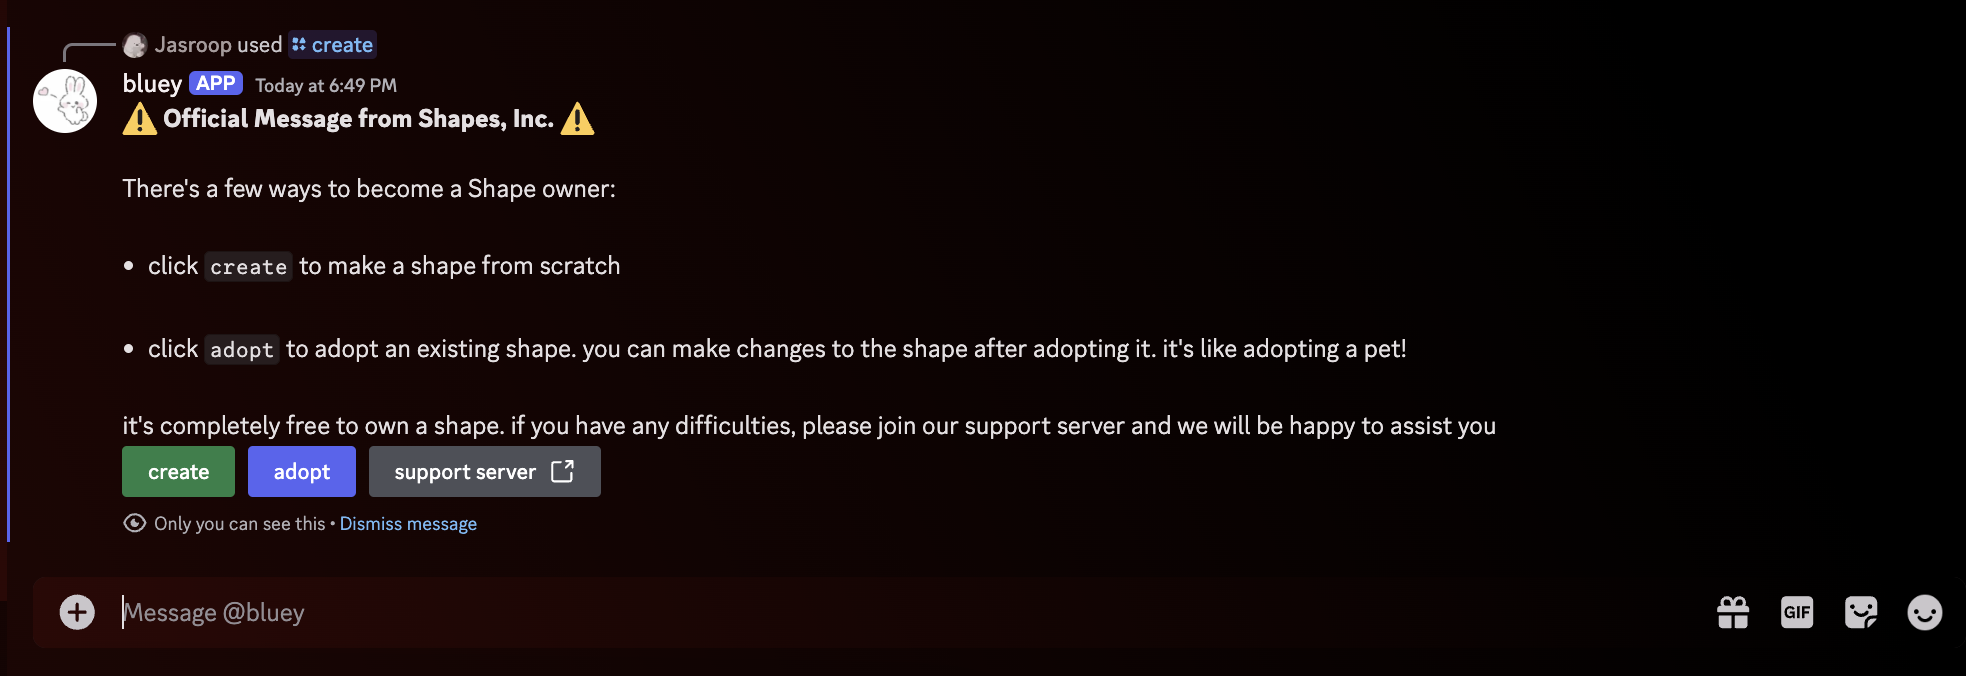 Jasroop used create
bluey APP Today at 6:49 PM
⚠️ Official Message from Shapes, Inc. ⚠️
There's a few ways to become a Shape owner:
• click create to make a shape from scratch
• click adopt to adopt an existing shape. you can make changes to the shape after adopting it. it's like adopting a pet!
it's completely free to own a shape. if you have any difficulties, please join our support server and we will be happy to assist you
create adopt support server
Only you can see this • Dismiss message
Message @bluey GIF